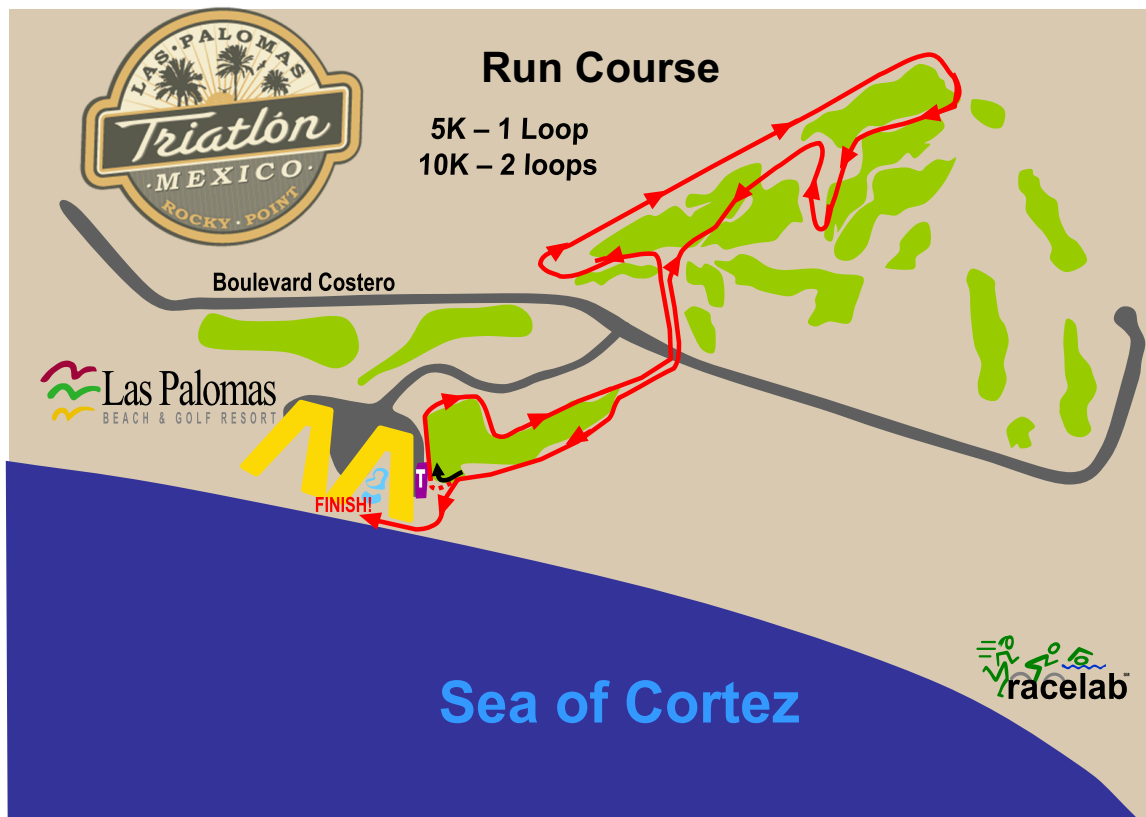 LAS·PALOMAS
Triatlón
·MEXICO·
ROCKY·POINT
Run Course
5K – 1 Loop
10K – 2 loops
Boulevard Costero
Las Palomas
BEACH & GOLF RESORT
T
FINISH!
Sea of Cortez
racelab